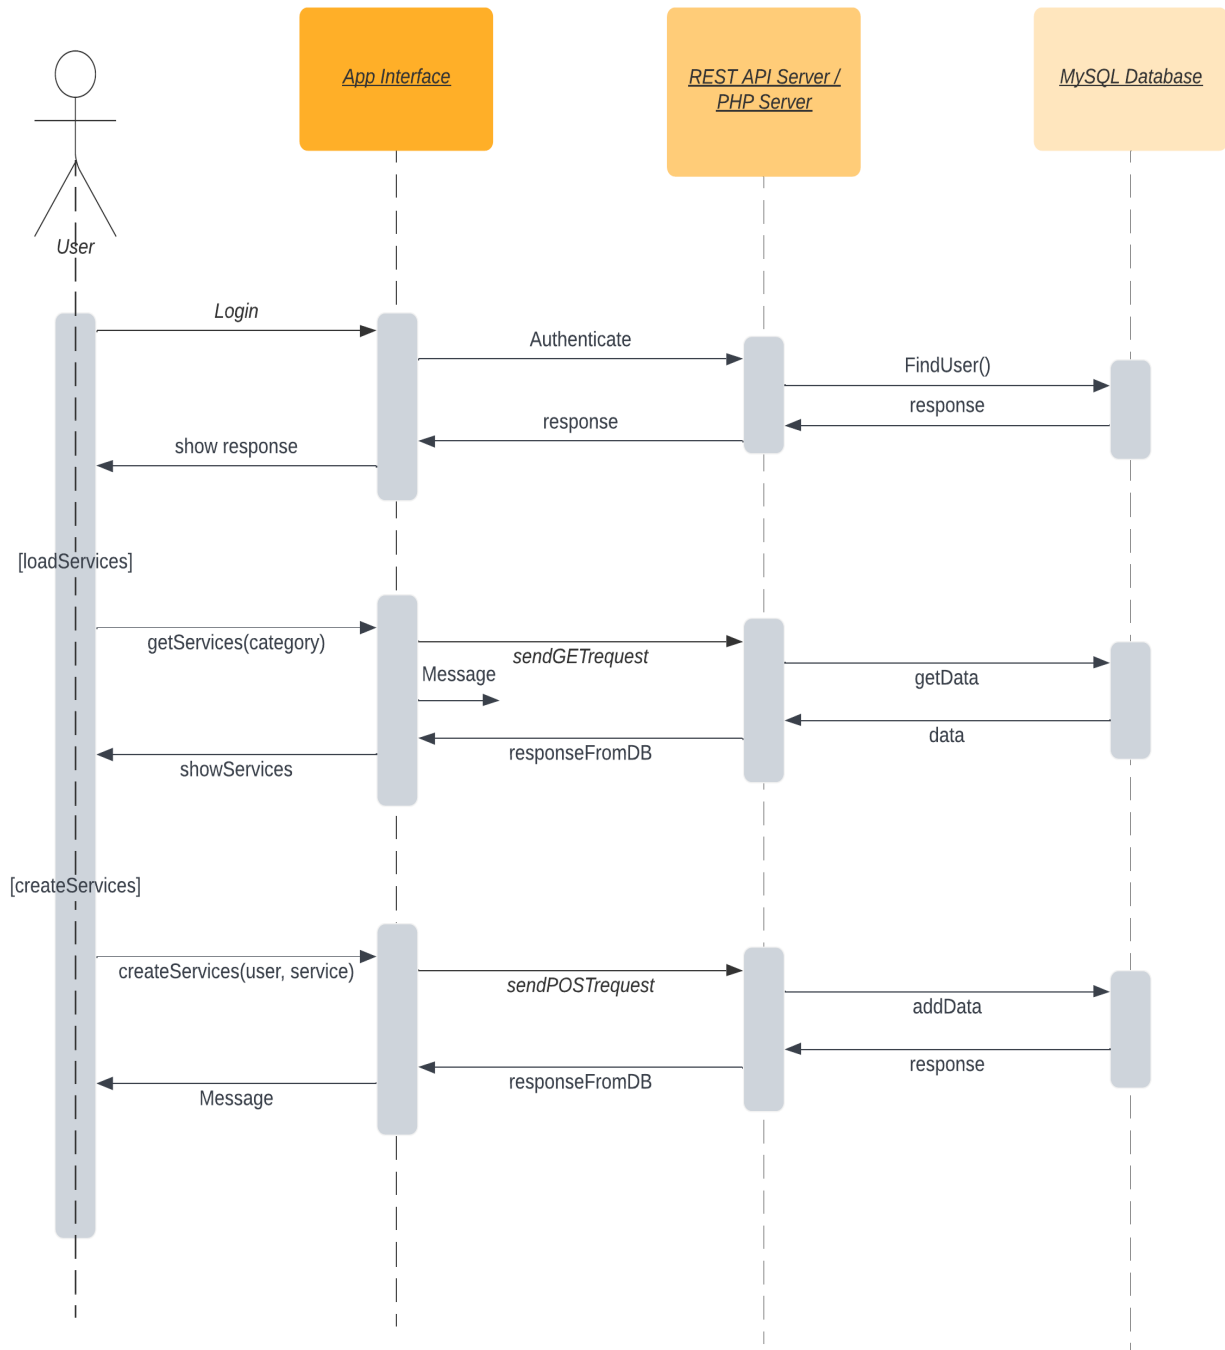 App Interface
REST API Server /
PHP Server
MySQL Database
User
Login
Authenticate
FindUser()
response
response
show response
[loadServices]
getServices(category)
sendGETrequest
Message
getData
data
responseFromDB
showServices
[createServices]
createServices(user, service)
sendPOSTrequest
addData
response
responseFromDB
Message